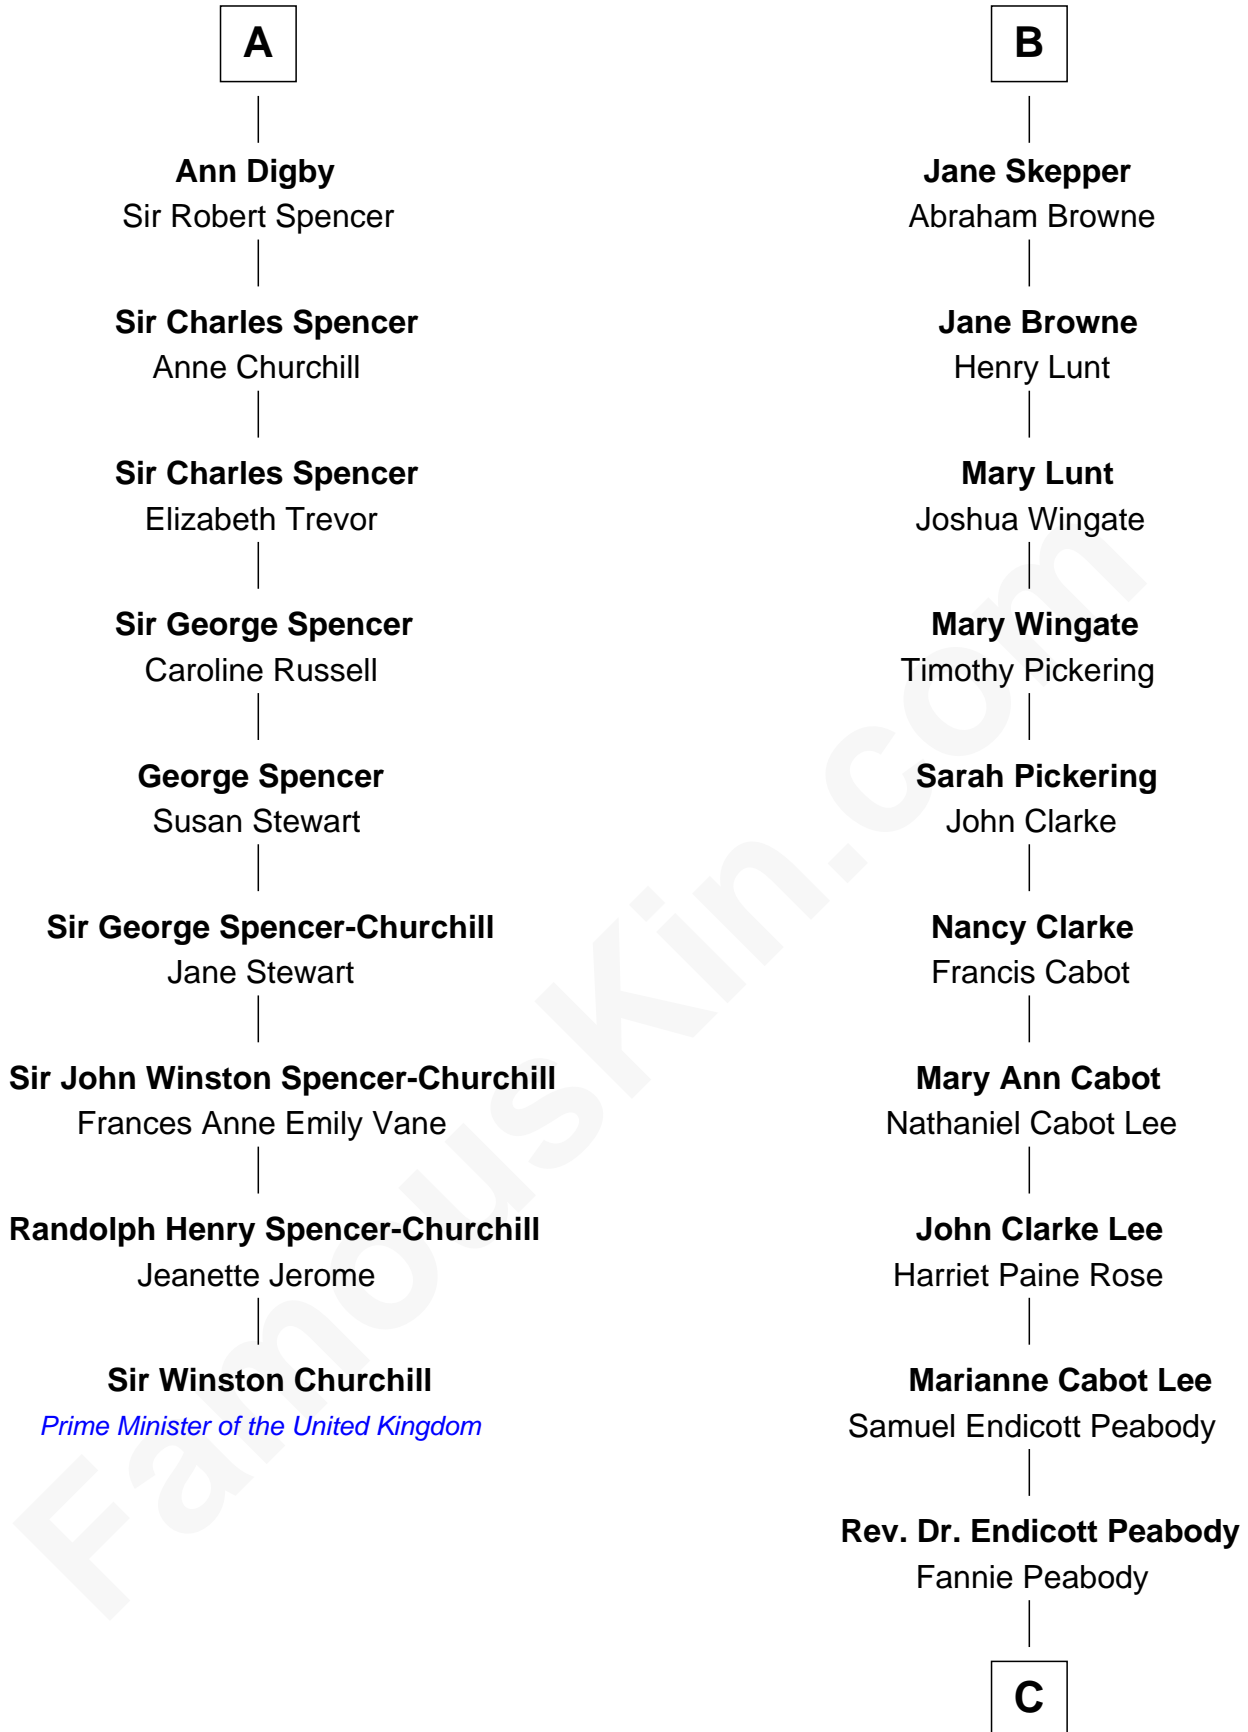 A
Ann Digby
Sir Robert Spencer
Sir Charles Spencer
Anne Churchill
Sir Charles Spencer
Elizabeth Trevor
Sir George Spencer
Caroline Russell
George Spencer
Susan Stewart
Sir George Spencer-Churchill
Jane Stewart
Sir John Winston Spencer-Churchill
Frances Anne Emily Vane
Randolph Henry Spencer-Churchill
Jeanette Jerome
Sir Winston Churchill
Prime Minister of the United Kingdom
B
Jane Skepper
Abraham Browne
Jane Browne
Henry Lunt
Mary Lunt
Joshua Wingate
Mary Wingate
Timothy Pickering
Sarah Pickering
John Clarke
Nancy Clarke
Francis Cabot
Mary Ann Cabot
Nathaniel Cabot Lee
John Clarke Lee
Harriet Paine Rose
Marianne Cabot Lee
Samuel Endicott Peabody
Rev. Dr. Endicott Peabody
Fannie Peabody
C
FamousKin.com